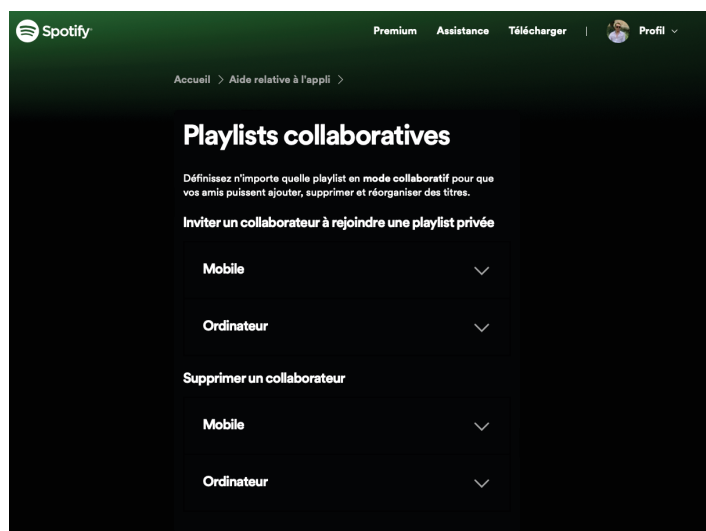 Spotify
Premium Assistance Télécharger | Profil
Accueil > Aide relative à l'appli >
Playlists collaboratives
Définissez n'importe quelle playlist en mode collaboratif pour que
vos amis puissent ajouter, supprimer et réorganiser des titres.
Inviter un collaborateur à rejoindre une playlist privée
Mobile
Ordinateur
Supprimer un collaborateur
Mobile
Ordinateur